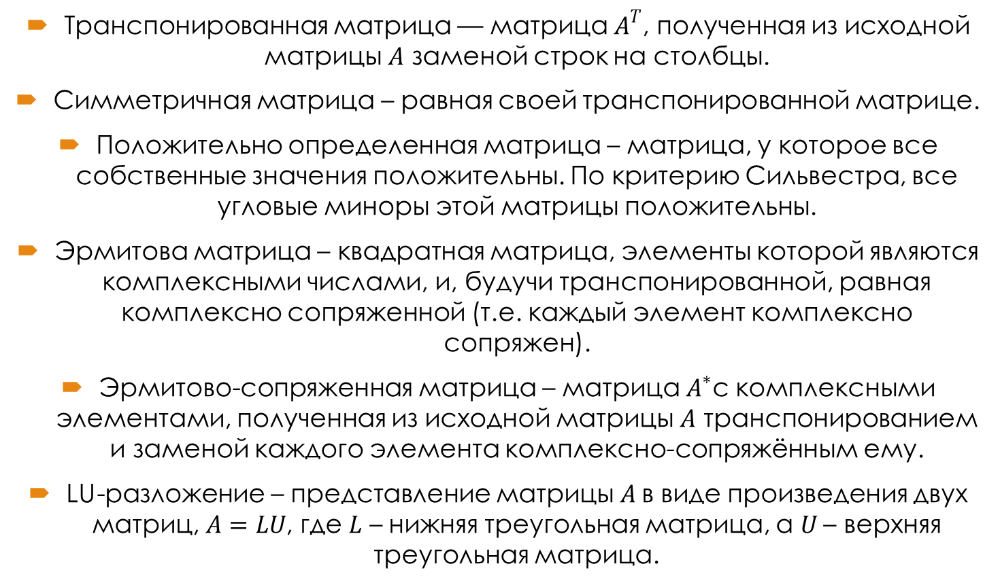 Транспонированная матрица — матрица A^T, полученная из исходной
матрицы A заменой строк на столбцы.
Симметричная матрица – равная своей транспонированной матрице.
Положительно определенная матрица – матрица, у которое все
собственные значения положительны. По критерию Сильвестра, все
угловые миноры этой матрицы положительны.
Эрмитова матрица – квадратная матрица, элементы которой являются
комплексными числами, и, будучи транспонированной, равная
комплексно сопряженной (т.е. каждый элемент комплексно
сопряжен).
Эрмитово-сопряженная матрица – матрица A* с комплексными
элементами, полученная из исходной матрицы A транспонированием
и заменой каждого элемента комплексно-сопряжённым ему.
LU-разложение – представление матрицы A в виде произведения двух
матриц, A = LU, где L – нижняя треугольная матрица, а U – верхняя
треугольная матрица.